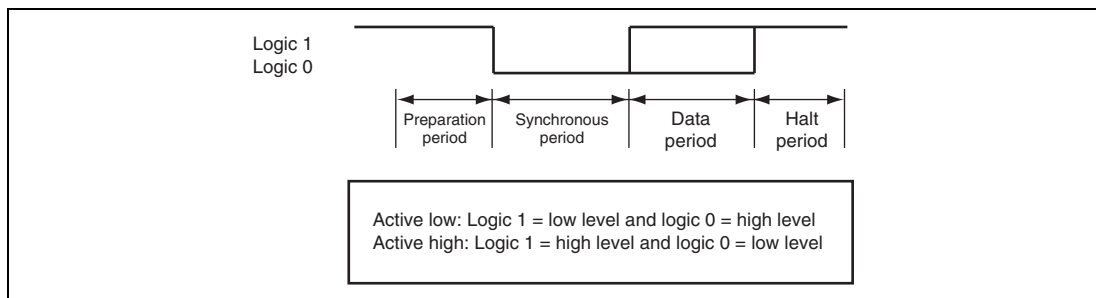 Logic 1
Logic 0
Preparation
period
Synchronous
period
Data
period
Halt
period
Active low: Logic 1 = low level and logic 0 = high level
Active high: Logic 1 = high level and logic 0 = low level